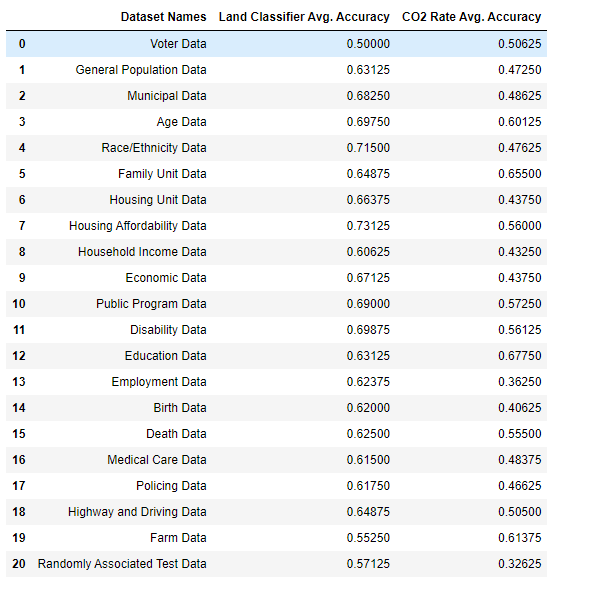 Dataset Names Land Classifier Avg. Accuracy CO2 Rate Avg. Accuracy
0 Voter Data 0.50000 0.50625
1 General Population Data 0.63125 0.47250
2 Municipal Data 0.68250 0.48625
3 Age Data 0.69750 0.60125
4 Race/Ethnicity Data 0.71500 0.47625
5 Family Unit Data 0.64875 0.65500
6 Housing Unit Data 0.66375 0.43750
7 Housing Affordability Data 0.73125 0.56000
8 Household Income Data 0.60625 0.43250
9 Economic Data 0.67125 0.43750
10 Public Program Data 0.69000 0.57250
11 Disability Data 0.69875 0.56125
12 Education Data 0.63125 0.67750
13 Employment Data 0.62375 0.36250
14 Birth Data 0.62000 0.40625
15 Death Data 0.62500 0.55500
16 Medical Care Data 0.61500 0.48375
17 Policing Data 0.61750 0.46625
18 Highway and Driving Data 0.64875 0.50500
19 Farm Data 0.55250 0.61375
20 Randomly Associated Test Data 0.57125 0.32625